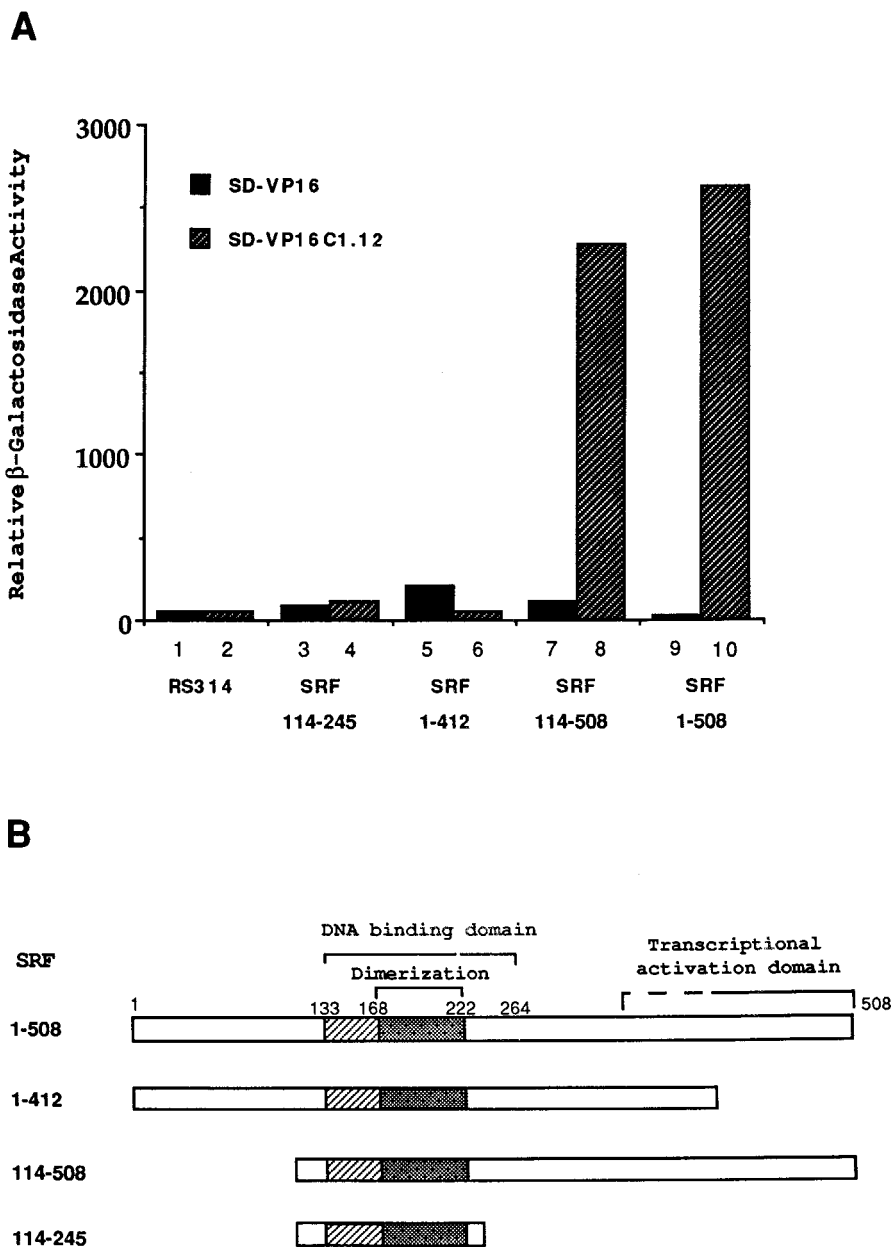 A
Relative β-GalactosidaseActivity
3000
2000
1000
0
SD-VP16
SD-VP16C1.12
1 2 3 4 5 6 7 8 9 10
RS314 SRF SRF SRF SRF
114-245 1-412 114-508 1-508
B
DNA binding domain
Transcriptional
activation domain
SRF
Dimerization
1 133 168 222 264 508
1-508
1-412
114-508
114-245